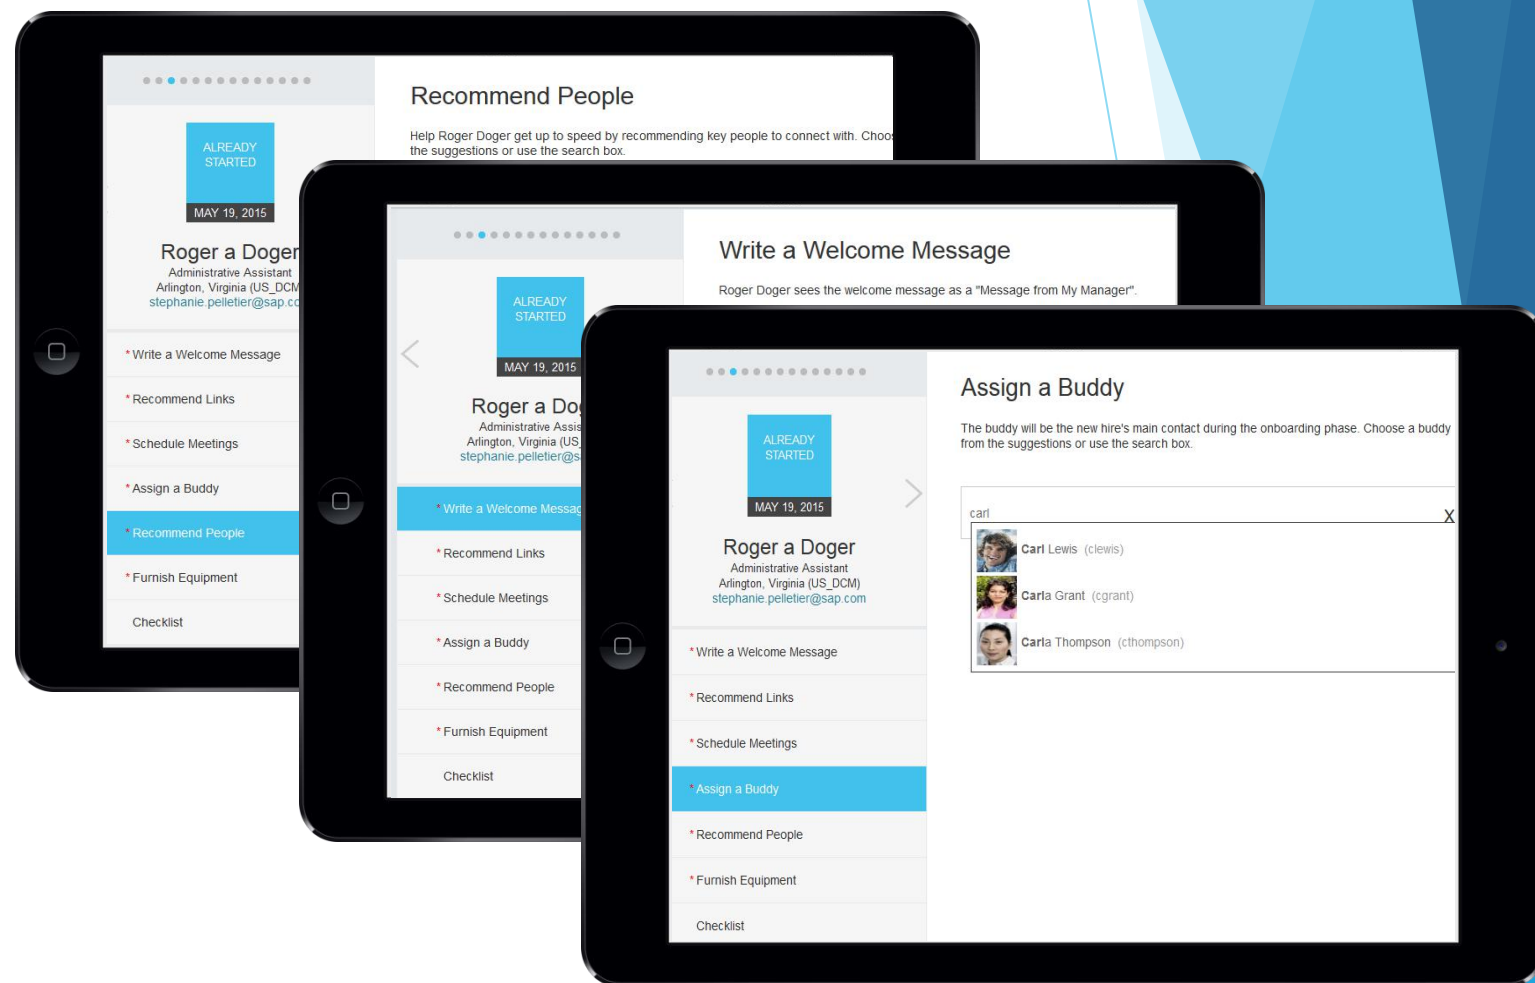 Recommend People
Help Roger Doger get up to speed by recommending key people to connect with. Choo
the suggestions or use the search box.
ALREADY
STARTED
MAY 19, 2015
Roger a Doger
Administrative Assistant
Arlington, Virginia (US_DCM
stephanie.pelletier@sap.co
* Write a Welcome Message
* Recommend Links
* Schedule Meetings
* Assign a Buddy
* Recommend People
* Furnish Equipment
Checklist
Write a Welcome Message
Roger Doger sees the welcome message as a "Message from My Manager".
ALREADY
STARTED
MAY 19, 2015
Roger a Do
Administrative Assis
Arlington, Virginia (US_
stephanie.pelletier@s
* Write a Welcome Messag
* Recommend Links
* Schedule Meetings
* Assign a Buddy
* Recommend People
* Furnish Equipment
Checklist
Assign a Buddy
The buddy will be the new hire's main contact during the onboarding phase. Choose a buddy
from the suggestions or use the search box.
ALREADY
STARTED
MAY 19, 2015
Roger a Doger
Administrative Assistant
Arlington, Virginia (US_DCM)
stephanie.pelletier@sap.com
* Write a Welcome Message
* Recommend Links
* Schedule Meetings
* Assign a Buddy
* Recommend People
* Furnish Equipment
Checklist
carl X
Carl Lewis (clewis)
Carla Grant (cgrant)
Carla Thompson (cthompson)